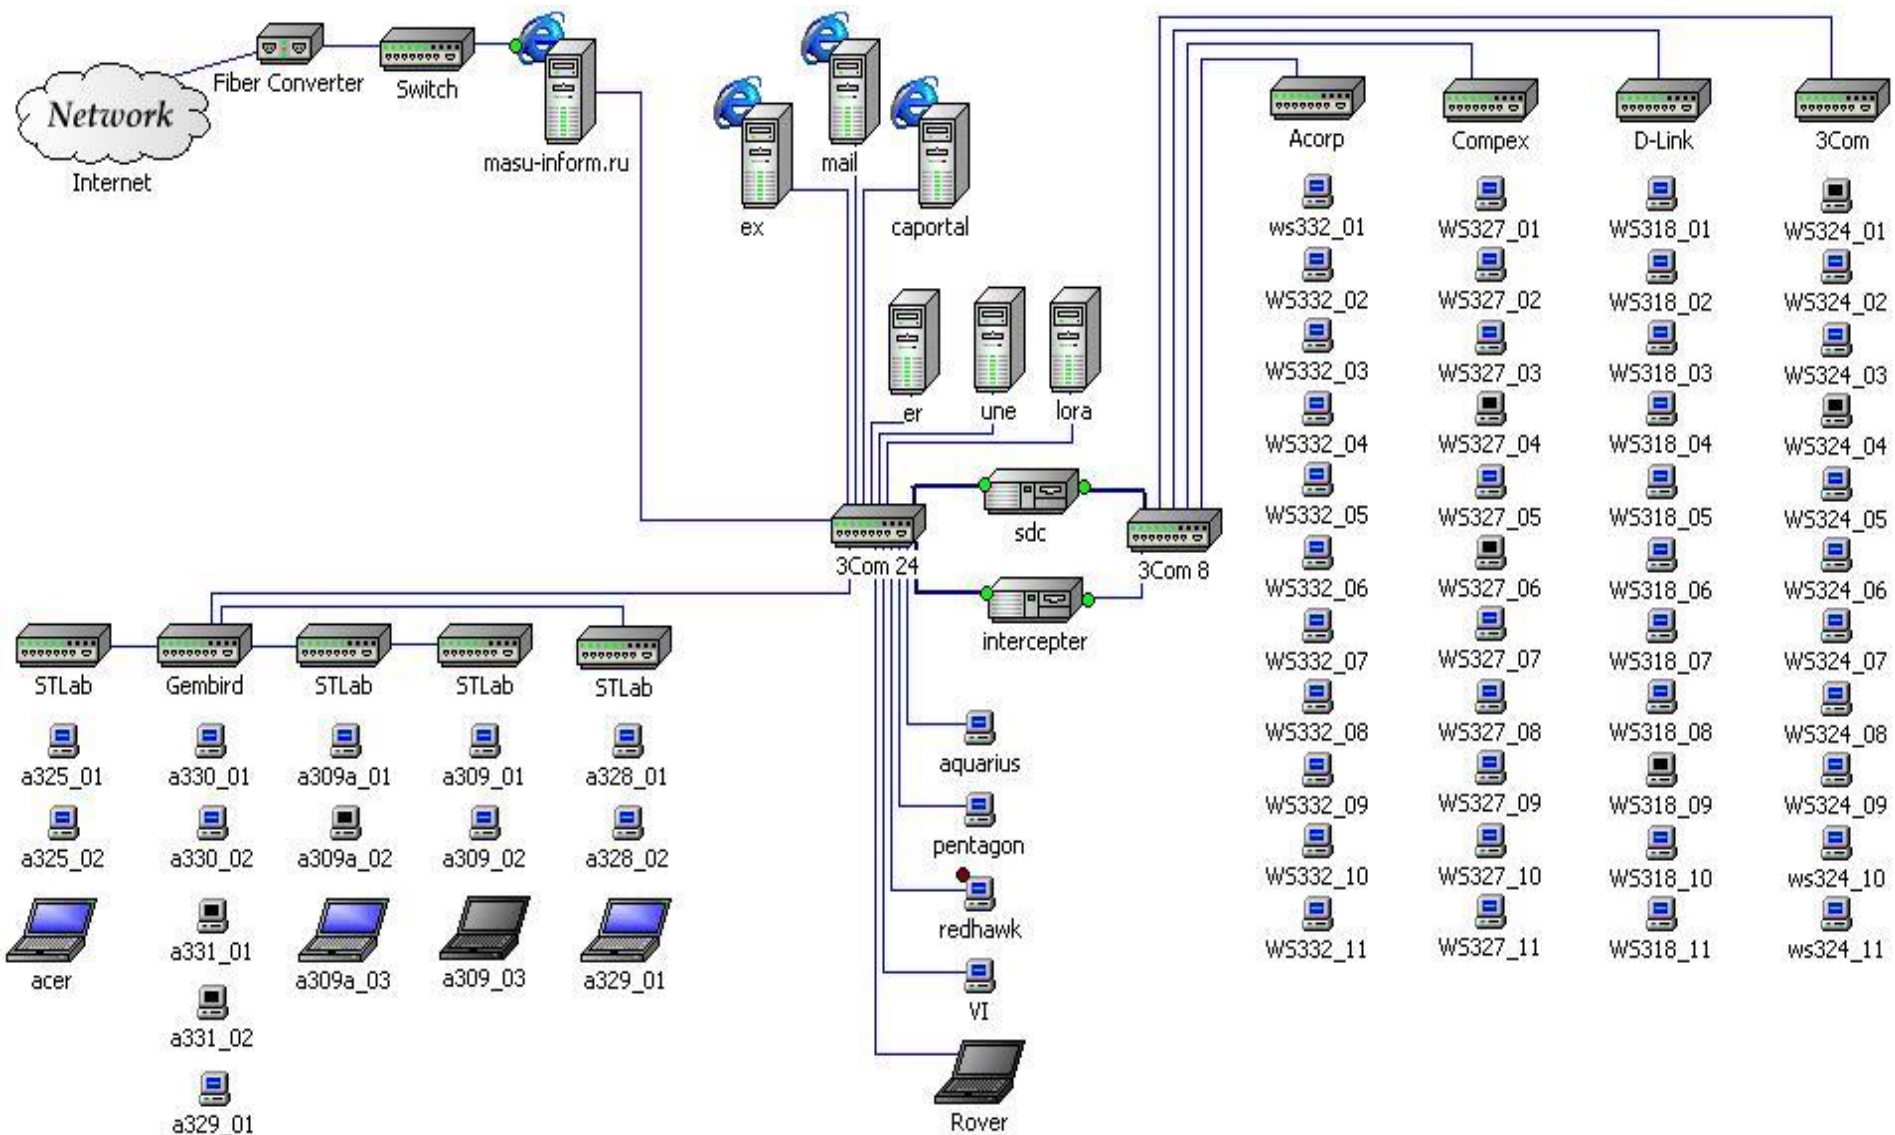 Network
Internet
Fiber Converter
Switch
masu-inform.ru
ex
mail
caportal
er
une
lora
3Com 24
sdc
intercepter
3Com 8
Acorp
Compex
D-Link
3Com
ws332_01
WS327_01
WS318_01
WS324_01
WS332_02
WS327_02
WS318_02
WS324_02
WS332_03
WS327_03
WS318_03
WS324_03
WS332_04
WS327_04
WS318_04
WS324_04
WS332_05
WS327_05
WS318_05
WS324_05
WS332_06
WS327_06
WS318_06
WS324_06
WS332_07
WS327_07
WS318_07
WS324_07
WS332_08
WS327_08
WS318_08
WS324_08
WS332_09
WS327_09
WS318_09
WS324_09
WS332_10
WS327_10
WS318_10
ws324_10
WS332_11
WS327_11
WS318_11
ws324_11
STLab
Gembird
STLab
STLab
STLab
a325_01
a330_01
a309a_01
a309_01
a328_01
a325_02
a330_02
a309a_02
a309_02
a328_02
acer
a331_01
a309a_03
a309_03
a329_01
a331_02
a329_01
aquarius
pentagon
redhawk
VI
Rover